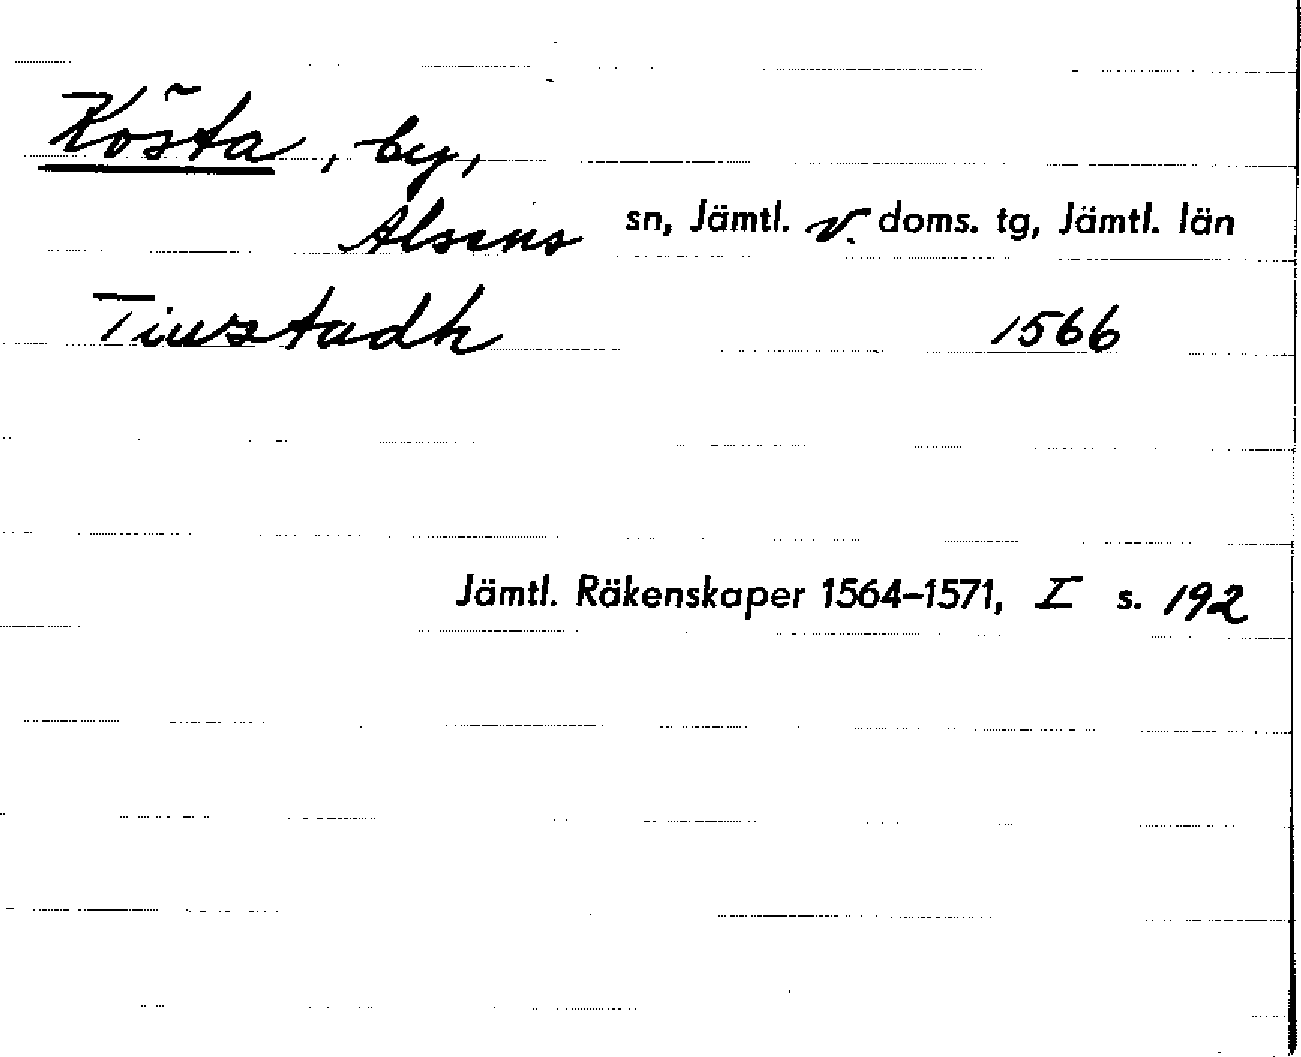 Kösta, by,
Alsens sn, Jämtl. v. doms. tg, Jämtl. län
Tiustadh 1566
Jämtl. Räkenskaper 1564–1571, I s. 192